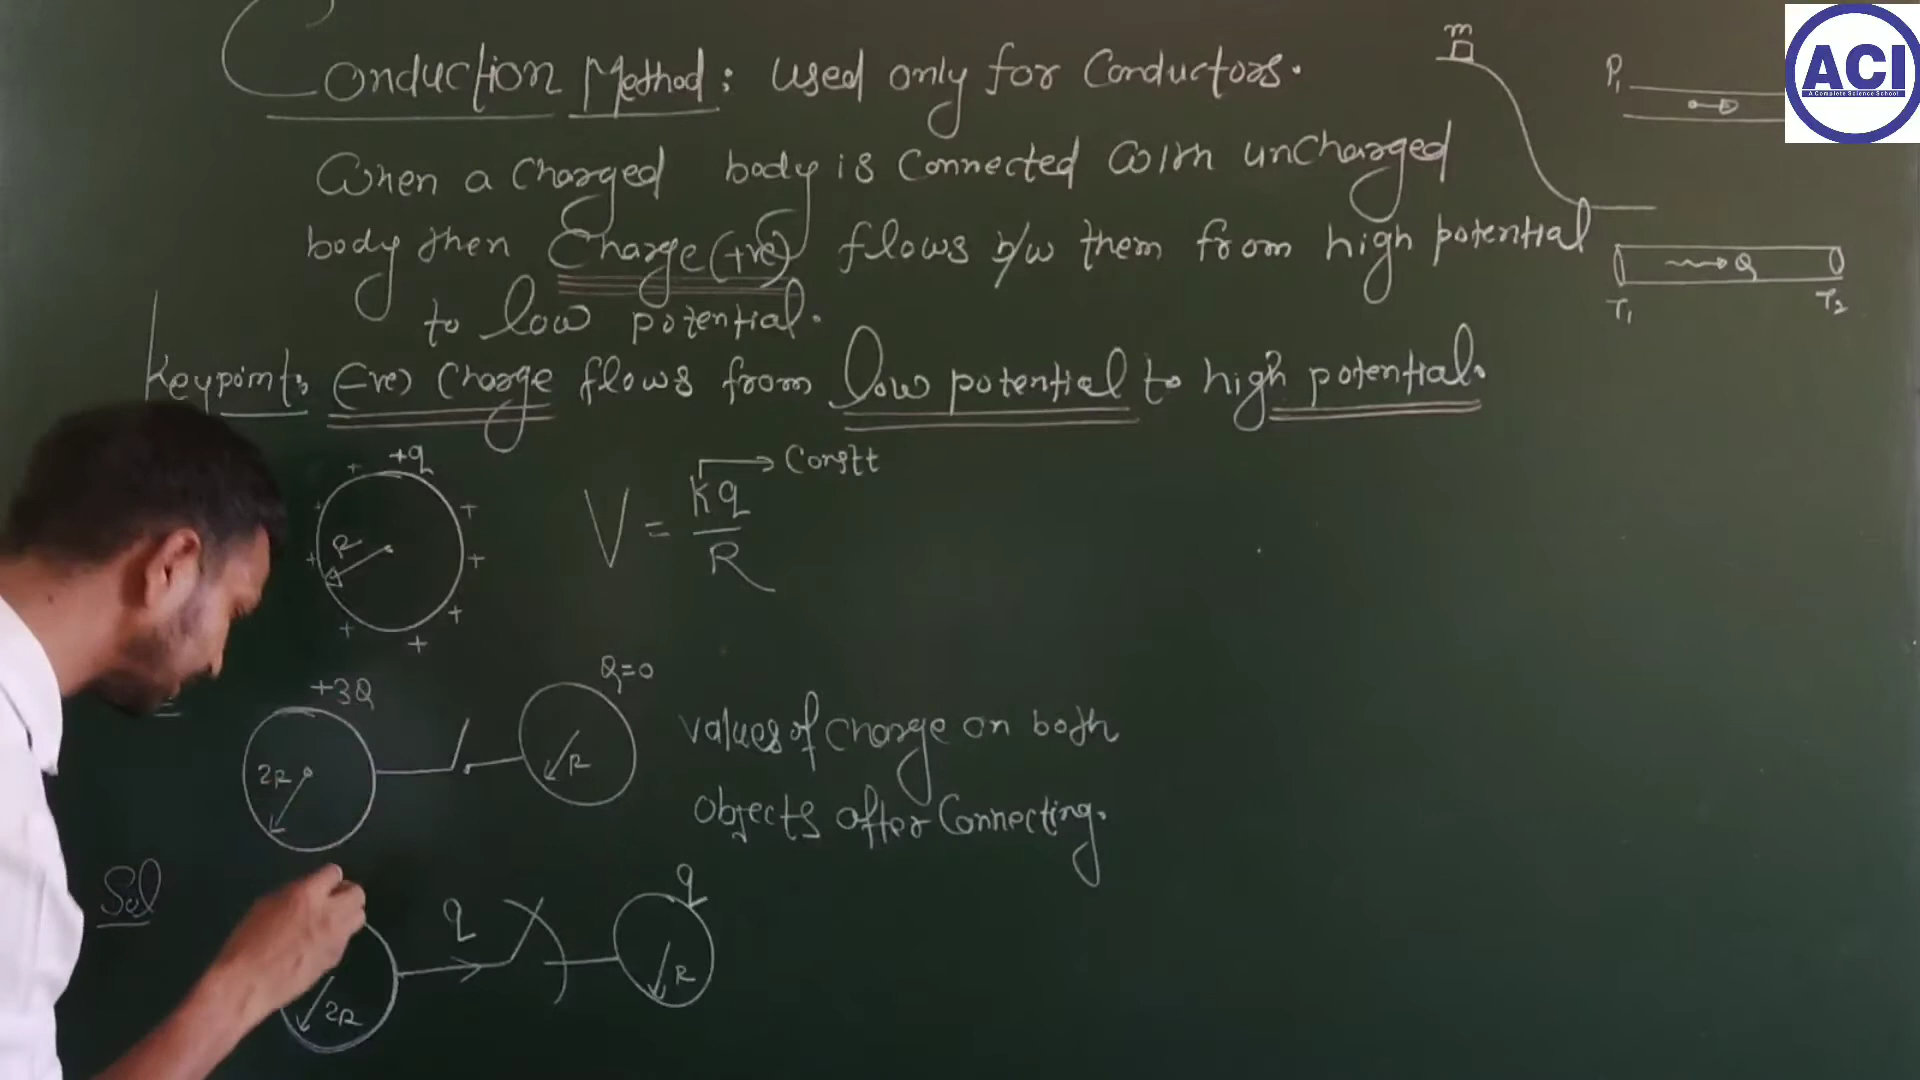 Conduction Method: used only for Conductors.
When a Charged body is Connected with unCharged
body then Charge(+ve) flows b/w them from high potential
to low potential.
Keypoint: (-ve) Charge flows from low potential to high potential.
m
P₁
ACI
A Complete Science School
Q
T₁ T₂
+q
R
V = Kq/R → Constt
+3Q
2R
Q=0
R
values of charge on both
objects after Connecting.
Sol
2R
q
q
R